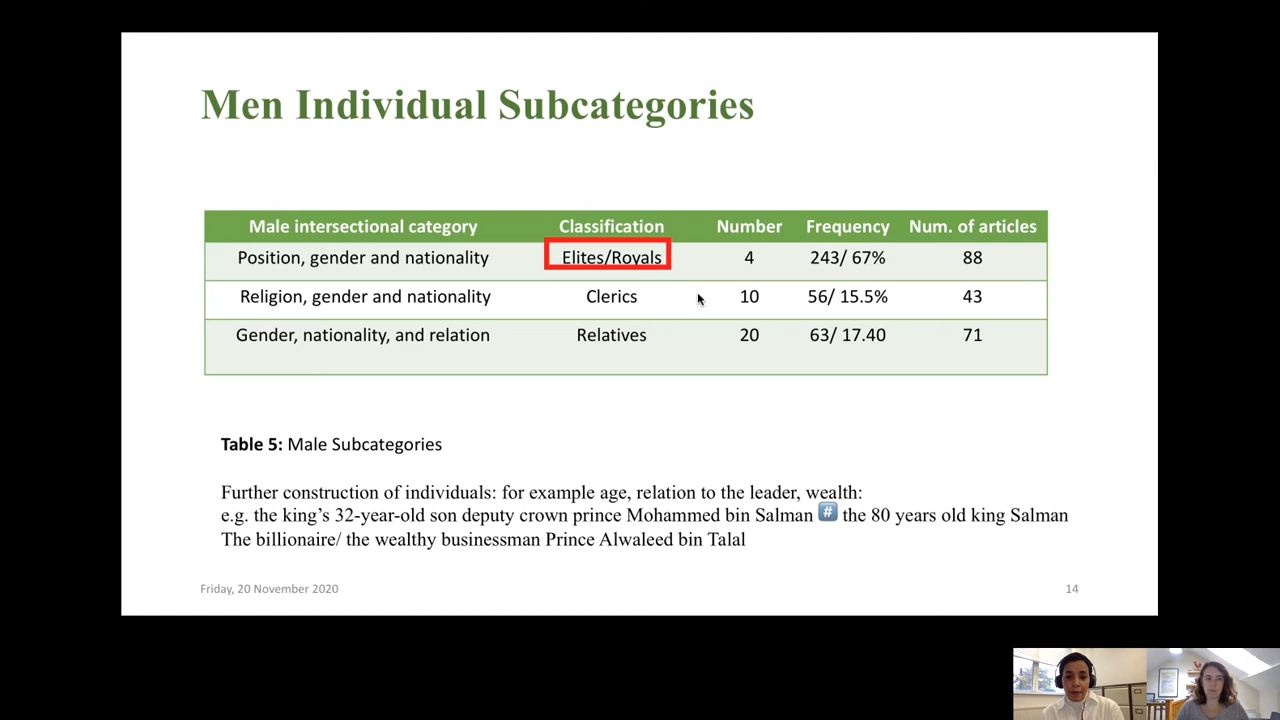 Men Individual Subcategories
Male intersectional category Classification Number Frequency Num. of articles
Position, gender and nationality Elites/Royals 4 243/ 67% 88
Religion, gender and nationality Clerics 10 56/ 15.5% 43
Gender, nationality, and relation Relatives 20 63/ 17.40 71
Table 5: Male Subcategories
Further construction of individuals: for example age, relation to the leader, wealth:
e.g. the king’s 32-year-old son deputy crown prince Mohammed bin Salman #️⃣ the 80 years old king Salman
The billionaire/ the wealthy businessman Prince Alwaleed bin Talal
Friday, 20 November 2020 14